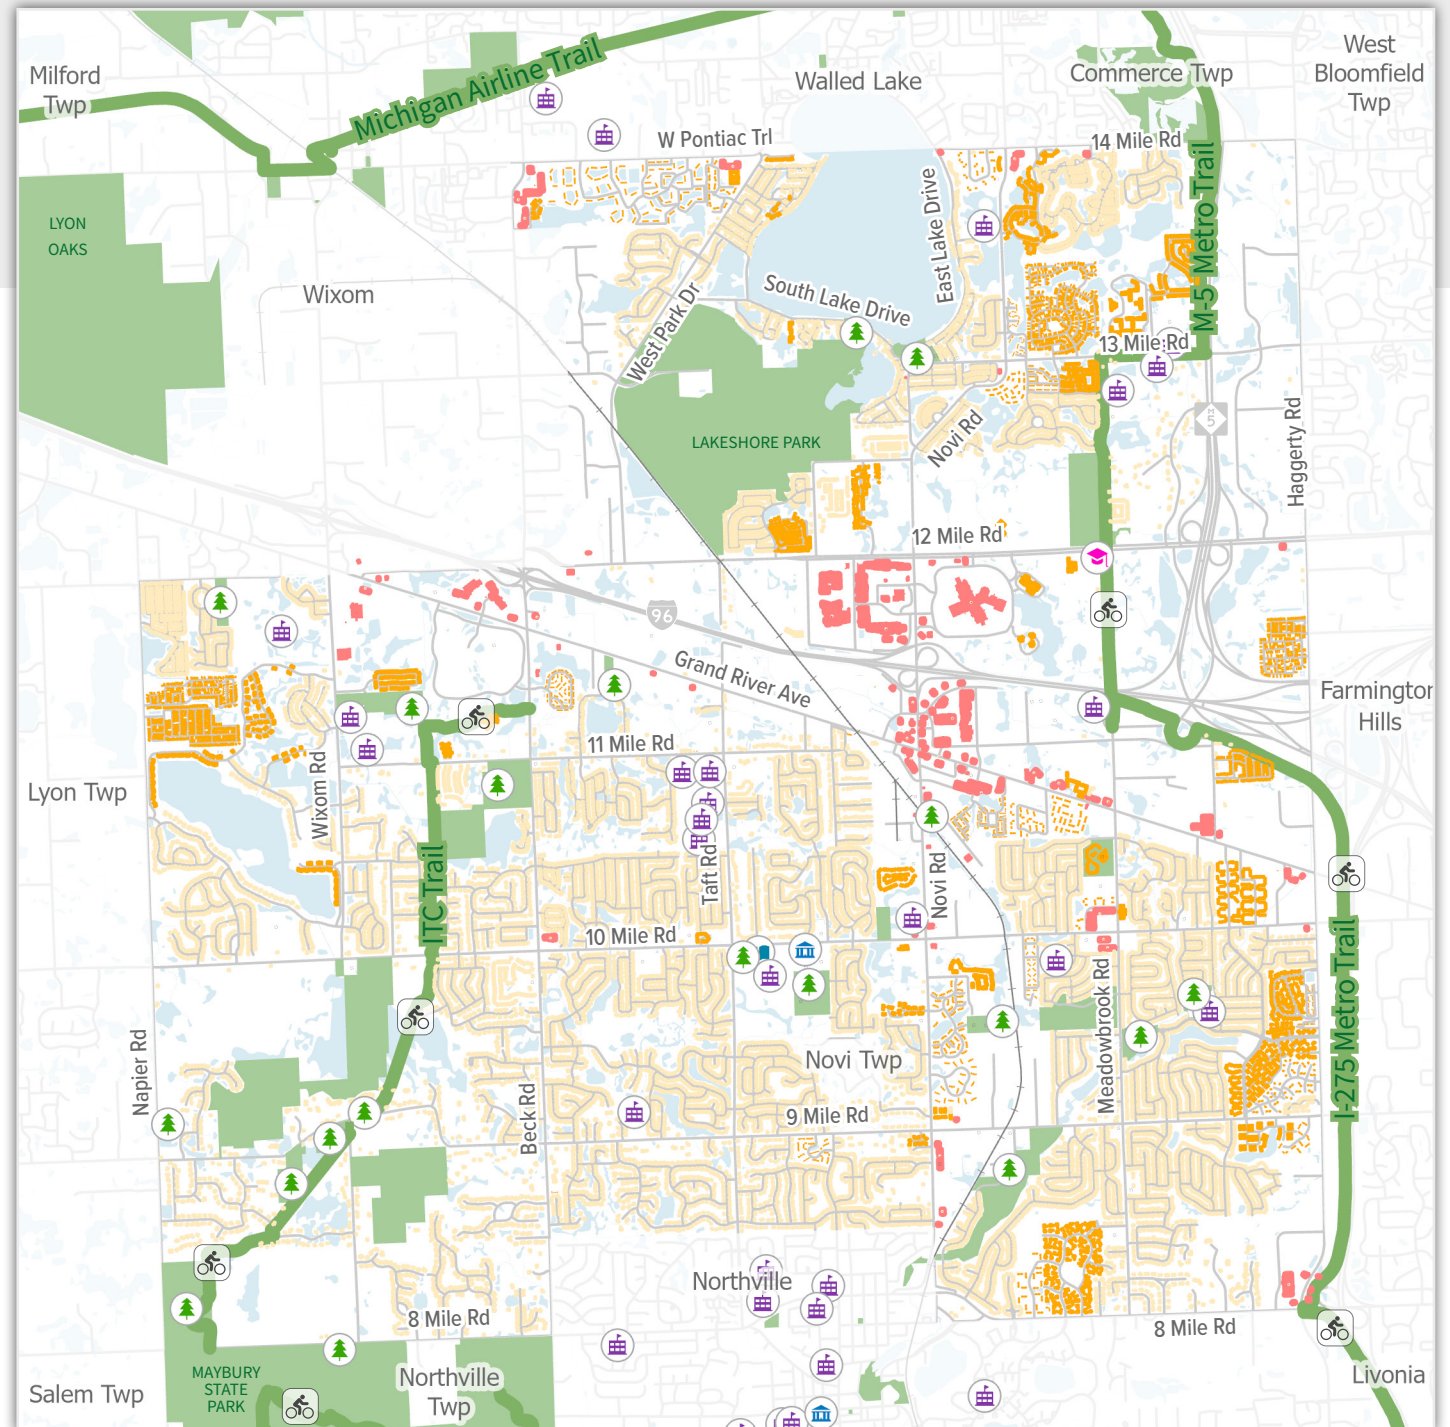 West
Bloomfield
Twp
Milford
Twp
Walled Lake
Commerce Twp
Michigan Airline Trail
W Pontiac Trl
14 Mile Rd
M-5 Metro Trail
East Lake Drive
LYON
OAKS
Wixom
South Lake Drive
West Park Dr
13 Mile Rd
M
5
LAKESHORE PARK
Novi Rd
Haggerty Rd
12 Mile Rd
96
Grand River Ave
Farmington
Hills
11 Mile Rd
Lyon Twp
Wixom Rd
Taft Rd
Novi Rd
ITC Trail
10 Mile Rd
I-275 Metro Trail
Meadowbrook Rd
Napier Rd
Novi Twp
Beck Rd
9 Mile Rd
Northville
8 Mile Rd
8 Mile Rd
MAYBURY
STATE
PARK
Northville
Twp
Salem Twp
Livonia